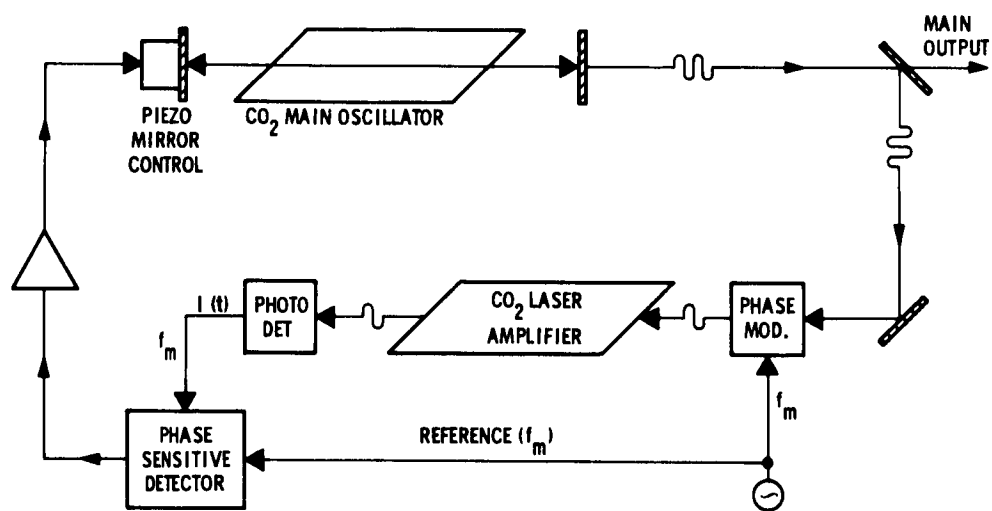 MAIN
OUTPUT
PIEZO
MIRROR
CONTROL
CO₂ MAIN OSCILLATOR
I (t)
PHOTO
DET
CO₂ LASER
AMPLIFIER
PHASE
MOD.
fₘ
fₘ
PHASE
SENSITIVE
DETECTOR
REFERENCE (fₘ)